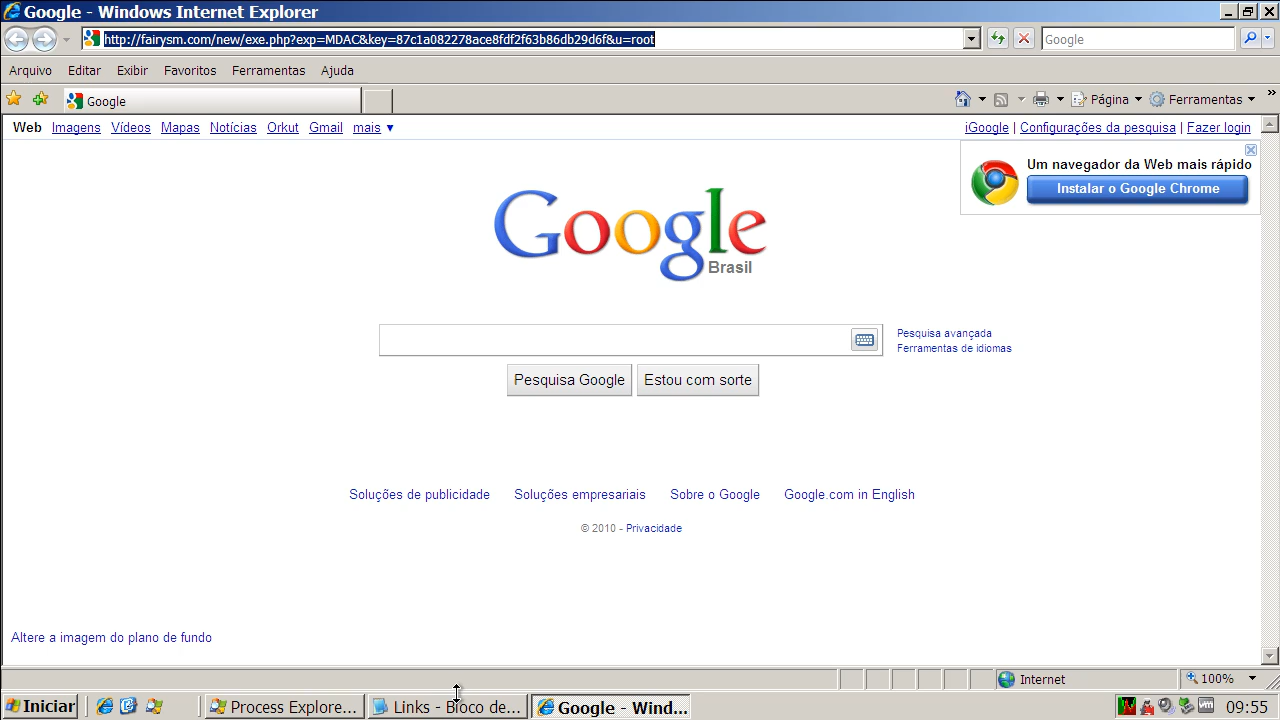 Google - Windows Internet Explorer
http://fairysm.com/new/exe.php?exp=MDAC&key=87c1a082278ace8fdf2f63b86db29d6f&u=root
Google
Arquivo Editar Exibir Favoritos Ferramentas Ajuda
Google
Página Ferramentas »
Web Imagens Vídeos Mapas Notícias Orkut Gmail mais ▼
iGoogle | Configurações da pesquisa | Fazer login
Um navegador da Web mais rápido
Instalar o Google Chrome
Google
Brasil
Pesquisa avançada
Ferramentas de idiomas
Pesquisa Google Estou com sorte
Soluções de publicidade Soluções empresariais Sobre o Google Google.com in English
© 2010 - Privacidade
Altere a imagem do plano de fundo
Internet 100%
Iniciar Process Explore... Links - Bloco de... Google - Wind... 09:55